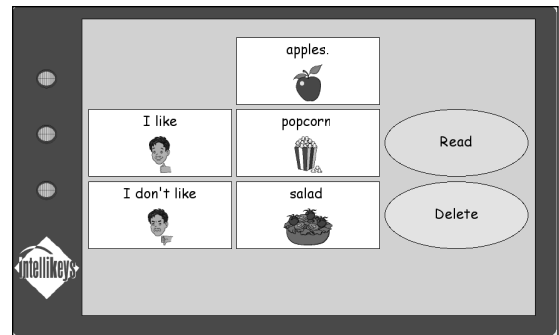 apples.
I like
popcorn
Read
I don't like
salad
Delete
intellikeys